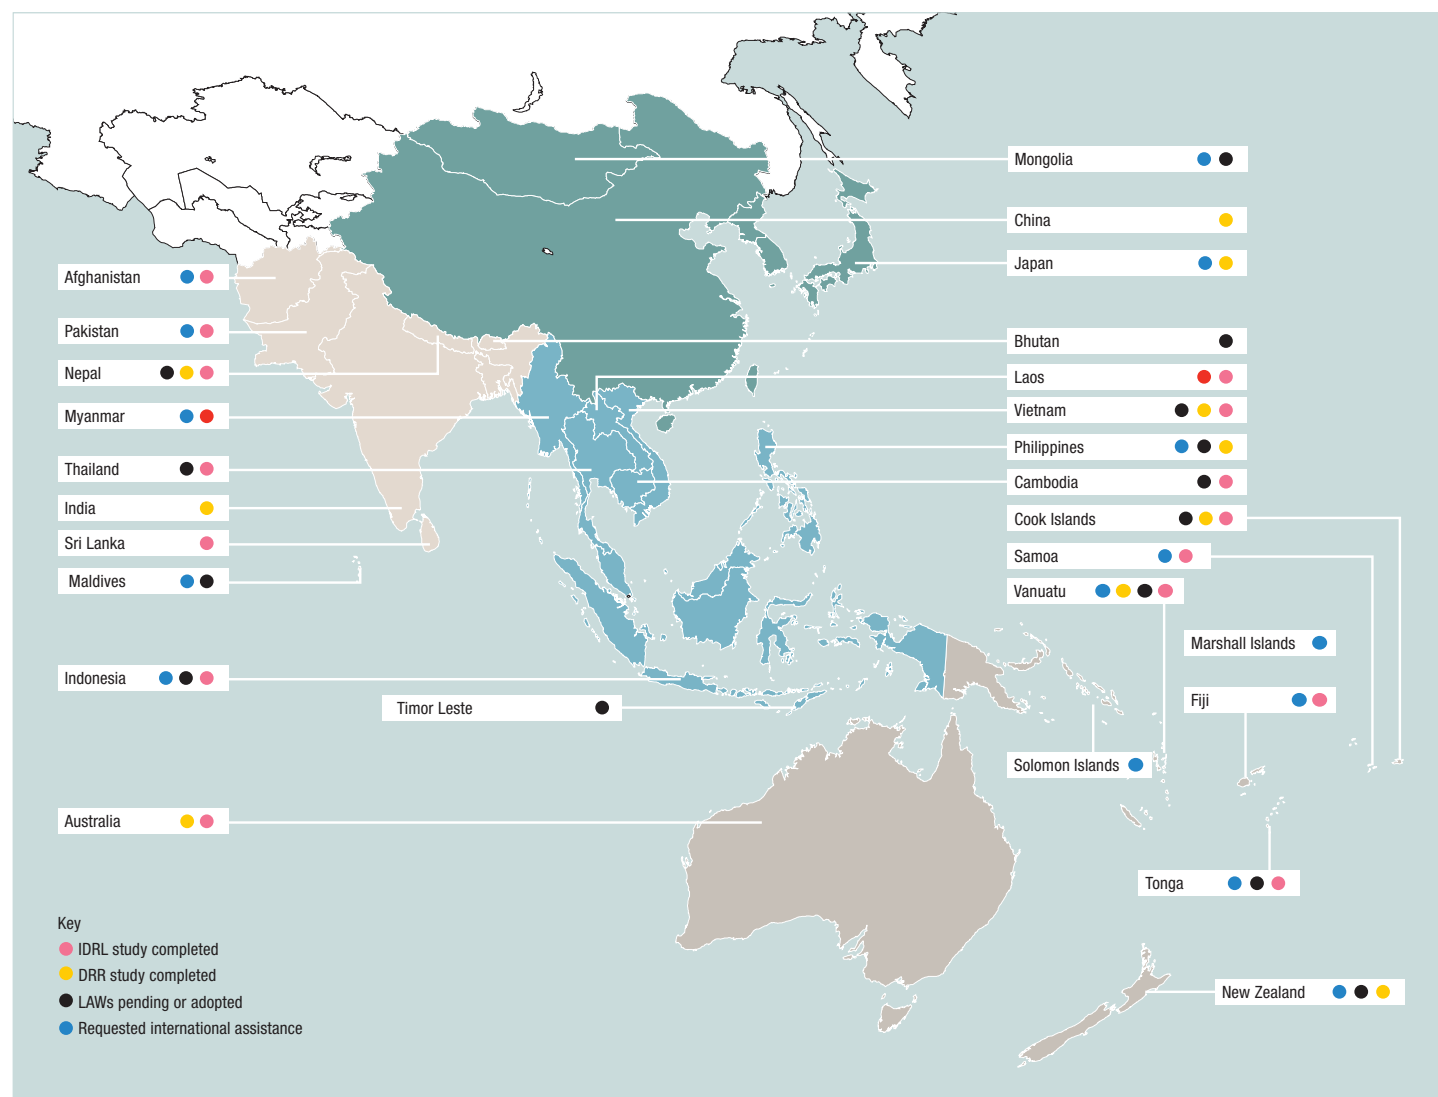 Mongolia
China
Japan
Afghanistan
Pakistan
Nepal
Myanmar
Thailand
India
Sri Lanka
Maldives
Bhutan
Laos
Vietnam
Philippines
Cambodia
Cook Islands
Samoa
Vanuatu
Marshall Islands
Fiji
Indonesia
Timor Leste
Solomon Islands
Australia
Tonga
New Zealand
Key
IDRL study completed
DRR study completed
LAWs pending or adopted
Requested international assistance